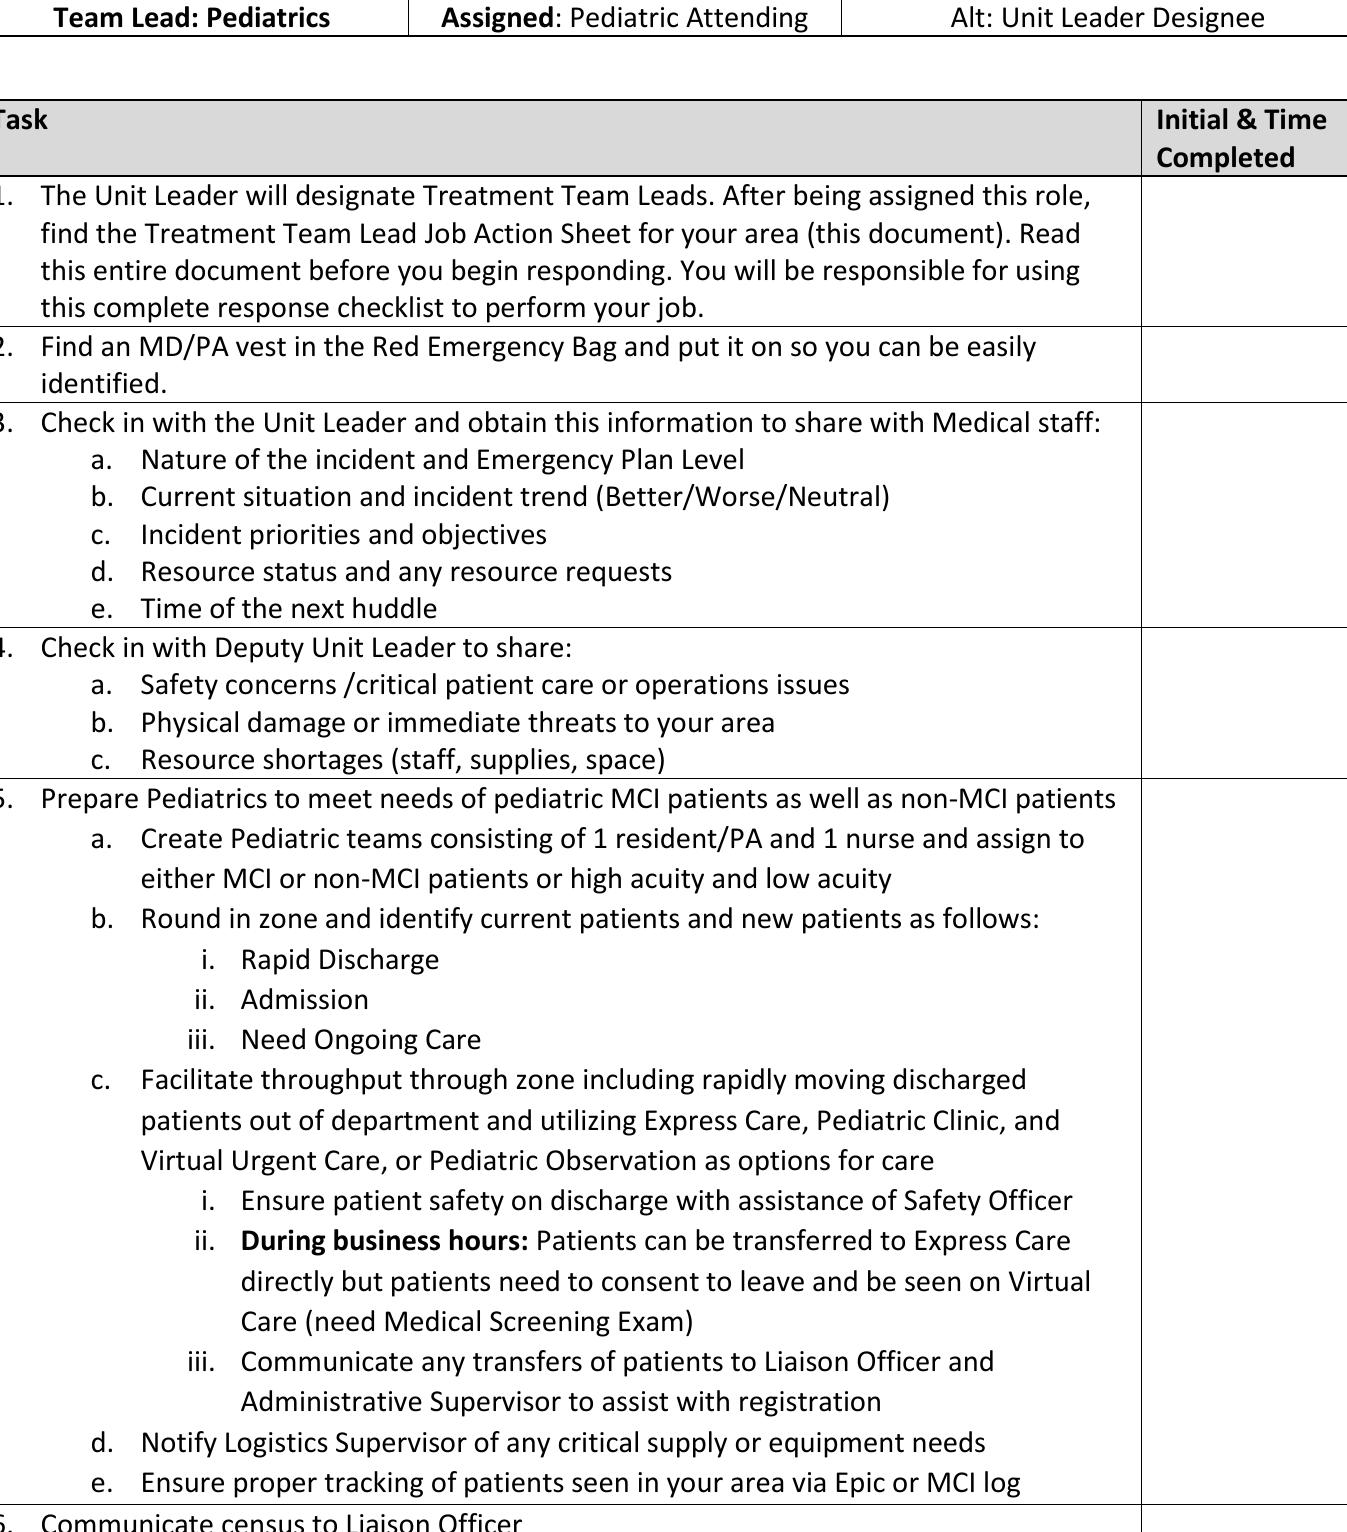 Team Lead: Pediatrics Assigned: Pediatric Attending Alt: Unit Leader Designee
Task Initial & Time
Completed
1. The Unit Leader will designate Treatment Team Leads. After being assigned this role,
find the Treatment Team Lead Job Action Sheet for your area (this document). Read
this entire document before you begin responding. You will be responsible for using
this complete response checklist to perform your job.
2. Find an MD/PA vest in the Red Emergency Bag and put it on so you can be easily
identified.
3. Check in with the Unit Leader and obtain this information to share with Medical staff:
a. Nature of the incident and Emergency Plan Level
b. Current situation and incident trend (Better/Worse/Neutral)
c. Incident priorities and objectives
d. Resource status and any resource requests
e. Time of the next huddle
4. Check in with Deputy Unit Leader to share:
a. Safety concerns /critical patient care or operations issues
b. Physical damage or immediate threats to your area
c. Resource shortages (staff, supplies, space)
5. Prepare Pediatrics to meet needs of pediatric MCI patients as well as non-MCI patients
a. Create Pediatric teams consisting of 1 resident/PA and 1 nurse and assign to
either MCI or non-MCI patients or high acuity and low acuity
b. Round in zone and identify current patients and new patients as follows:
i. Rapid Discharge
ii. Admission
iii. Need Ongoing Care
c. Facilitate throughput through zone including rapidly moving discharged
patients out of department and utilizing Express Care, Pediatric Clinic, and
Virtual Urgent Care, or Pediatric Observation as options for care
i. Ensure patient safety on discharge with assistance of Safety Officer
ii. During business hours: Patients can be transferred to Express Care
directly but patients need to consent to leave and be seen on Virtual
Care (need Medical Screening Exam)
iii. Communicate any transfers of patients to Liaison Officer and
Administrative Supervisor to assist with registration
d. Notify Logistics Supervisor of any critical supply or equipment needs
e. Ensure proper tracking of patients seen in your area via Epic or MCI log
6. Communicate census to Liaison Officer